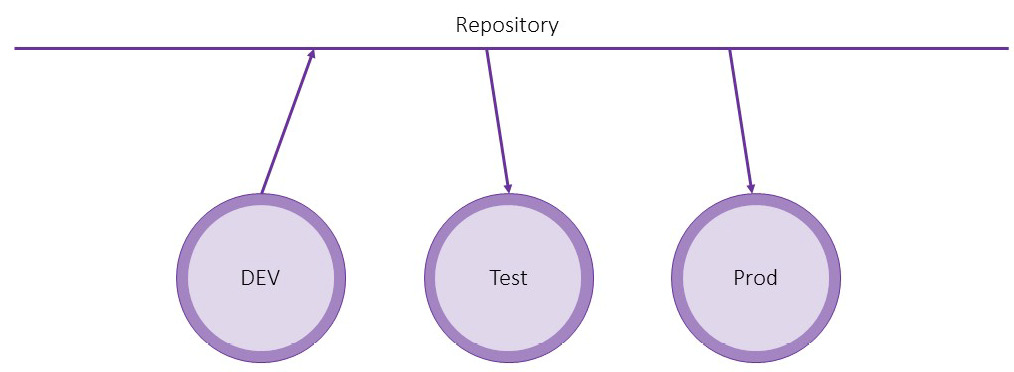 Repository
DEV
Test
Prod